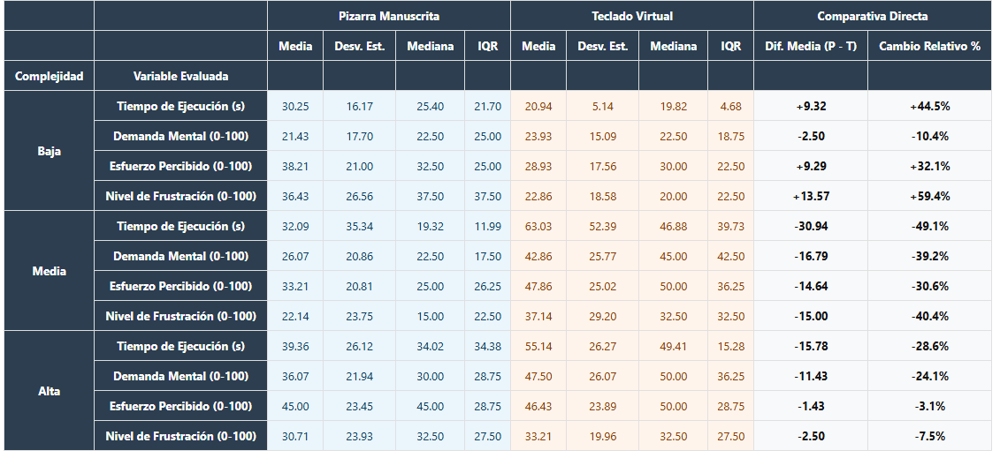 Pizarra Manuscrita Teclado Virtual Comparativa Directa
Media Desv. Est. Mediana IQR Media Desv. Est. Mediana IQR Dif. Media (P - T) Cambio Relativo %
Complejidad Variable Evaluada
Baja
Tiempo de Ejecución (s) 30.25 16.17 25.40 21.70 20.94 5.14 19.82 4.68 +9.32 +44.5%
Demanda Mental (0-100) 21.43 17.70 22.50 25.00 23.93 15.09 22.50 18.75 -2.50 -10.4%
Esfuerzo Percibido (0-100) 38.21 21.00 32.50 25.00 28.93 17.56 30.00 22.50 +9.29 +32.1%
Nivel de Frustración (0-100) 36.43 26.56 37.50 37.50 22.86 18.58 20.00 22.50 +13.57 +59.4%
Media
Tiempo de Ejecución (s) 32.09 35.34 19.32 11.99 63.03 52.39 46.88 39.73 -30.94 -49.1%
Demanda Mental (0-100) 26.07 20.86 22.50 17.50 42.86 25.77 45.00 42.50 -16.79 -39.2%
Esfuerzo Percibido (0-100) 33.21 20.81 25.00 26.25 47.86 25.02 50.00 36.25 -14.64 -30.6%
Nivel de Frustración (0-100) 22.14 23.75 15.00 22.50 37.14 29.20 32.50 32.50 -15.00 -40.4%
Alta
Tiempo de Ejecución (s) 39.36 26.12 34.02 34.38 55.14 26.27 49.41 15.28 -15.78 -28.6%
Demanda Mental (0-100) 36.07 21.94 30.00 28.75 47.50 26.07 50.00 36.25 -11.43 -24.1%
Esfuerzo Percibido (0-100) 45.00 23.45 45.00 28.75 46.43 23.89 50.00 28.75 -1.43 -3.1%
Nivel de Frustración (0-100) 30.71 23.93 32.50 27.50 33.21 19.96 32.50 27.50 -2.50 -7.5%